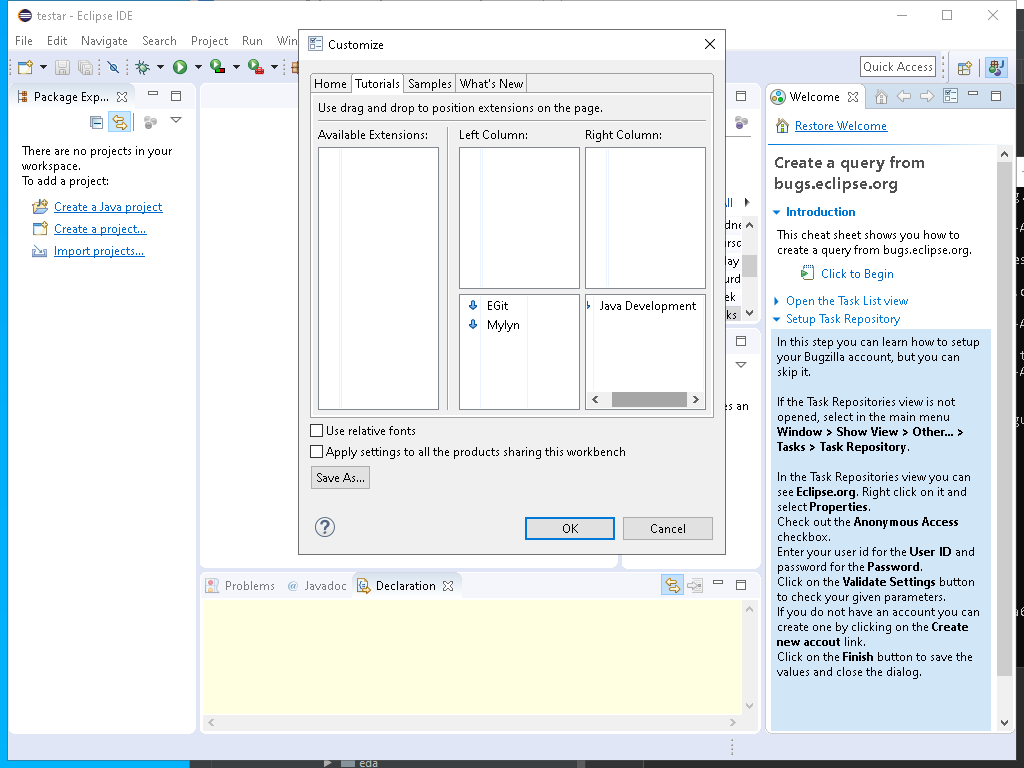 testar - Eclipse IDE
File Edit Navigate Search Project Run Win
Quick Access
Package Exp...
There are no projects in your
workspace.
To add a project:
Create a Java project
Create a project...
Import projects...
Customize
Home Tutorials Samples What's New
Use drag and drop to position extensions on the page.
Available Extensions:
Left Column:
Right Column:
EGit
Mylyn
Java Development
Use relative fonts
Apply settings to all the products sharing this workbench
Save As...
OK
Cancel
Problems
Javadoc
Declaration
Welcome
Restore Welcome
Create a query from
bugs.eclipse.org
Introduction
This cheat sheet shows you how to
create a query from bugs.eclipse.org.
Click to Begin
Open the Task List view
Setup Task Repository
In this step you can learn how to setup
your Bugzilla account, but you can
skip it.
If the Task Repositories view is not
opened, select in the main menu
Window > Show View > Other... >
Tasks > Task Repository.
In the Task Repositories view you can
see Eclipse.org. Right click on it and
select Properties.
Check out the Anonymous Access
checkbox.
Enter your user id for the User ID and
password for the Password.
Click on the Validate Settings button
to check your given parameters.
If you do not have an account you can
create one by clicking on the Create
new accout link.
Click on the Finish button to save the
values and close the dialog.
eda